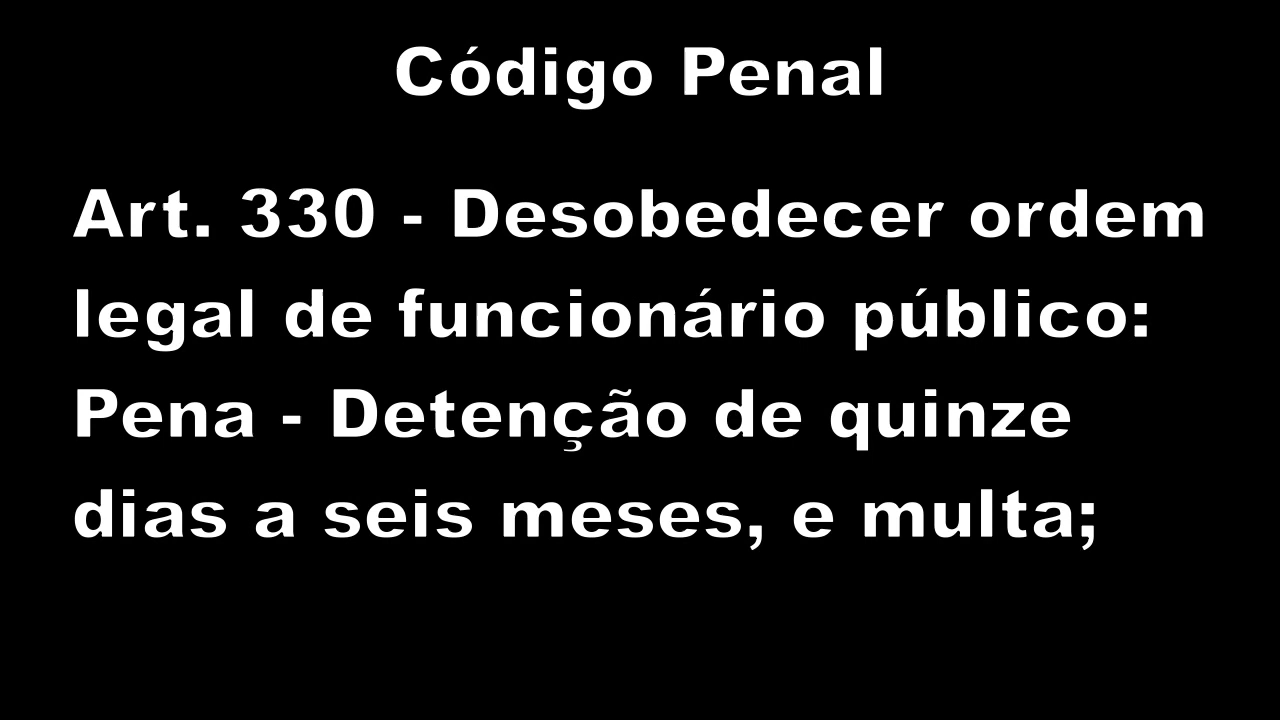 Código Penal
Art. 330 - Desobedecer ordem
legal de funcionário público:
Pena - Detenção de quinze
dias a seis meses, e multa;